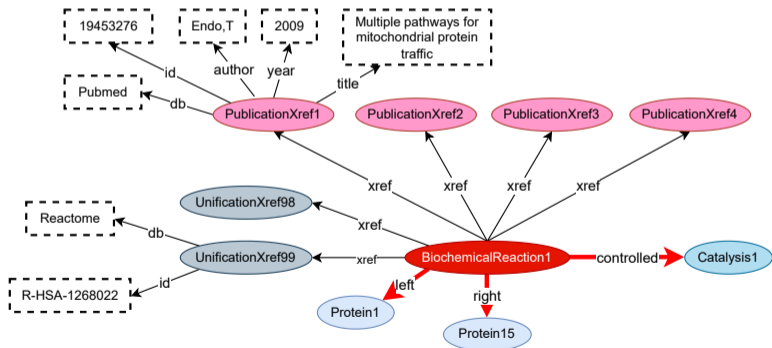 19453276
Endo,T
2009
Multiple pathways for
mitochondrial protein
traffic
id
author
year
title
Pubmed
db
PublicationXref1
PublicationXref2
PublicationXref3
PublicationXref4
xref
xref
xref
xref
UnificationXref98
Reactome
xref
db
UnificationXref99
xref
BiochemicalReaction1
controlled
Catalysis1
id
left
R-HSA-1268022
right
Protein1
Protein15